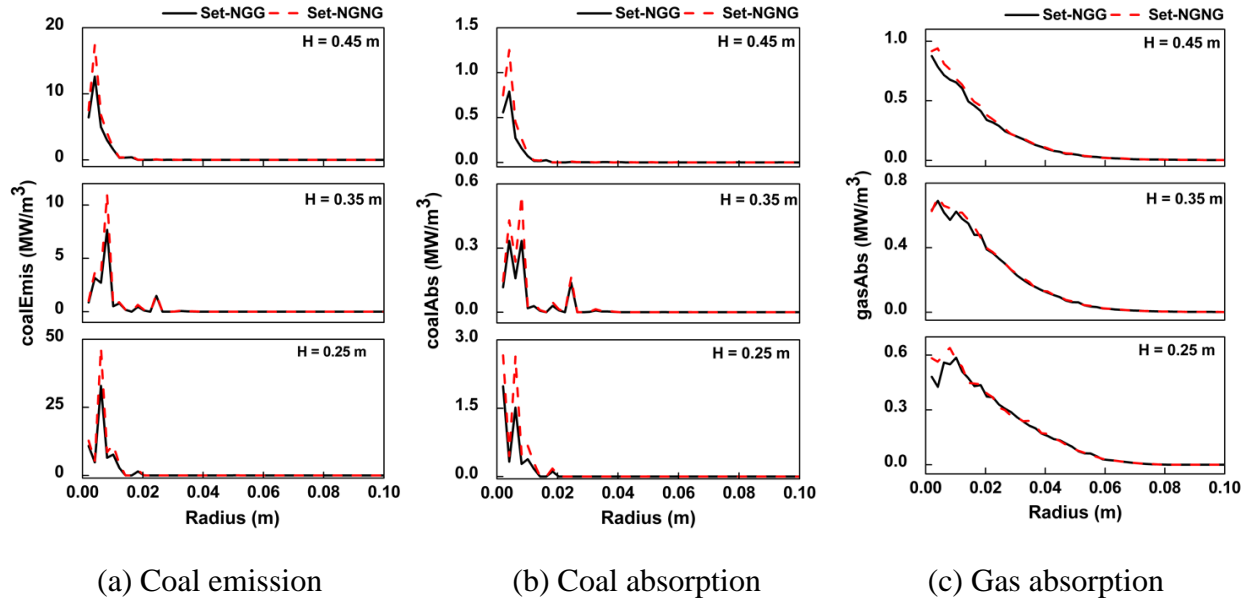 Set-NGG Set-NGNG
20
H = 0.45 m
10
0
10
H = 0.35 m
5
0
50
H = 0.25 m
25
0
0.00 0.02 0.04 0.06 0.08 0.10
coalEmis (MW/m³)
Radius (m)
(a) Coal emission
Set-NGG Set-NGNG
1.5
H = 0.45 m
1.0
0.5
0.0
0.6
H = 0.35 m
0.3
0.0
3.0
H = 0.25 m
1.5
0.0
0.00 0.02 0.04 0.06 0.08 0.10
coalAbs (MW/m³)
Radius (m)
(b) Coal absorption
Set-NGG Set-NGNG
1.0
H = 0.45 m
0.5
0.0
0.8
H = 0.35 m
0.4
0.0
H = 0.25 m
0.6
0.3
0.0
0.00 0.02 0.04 0.06 0.08 0.10
gasAbs (MW/m³)
Radius (m)
(c) Gas absorption